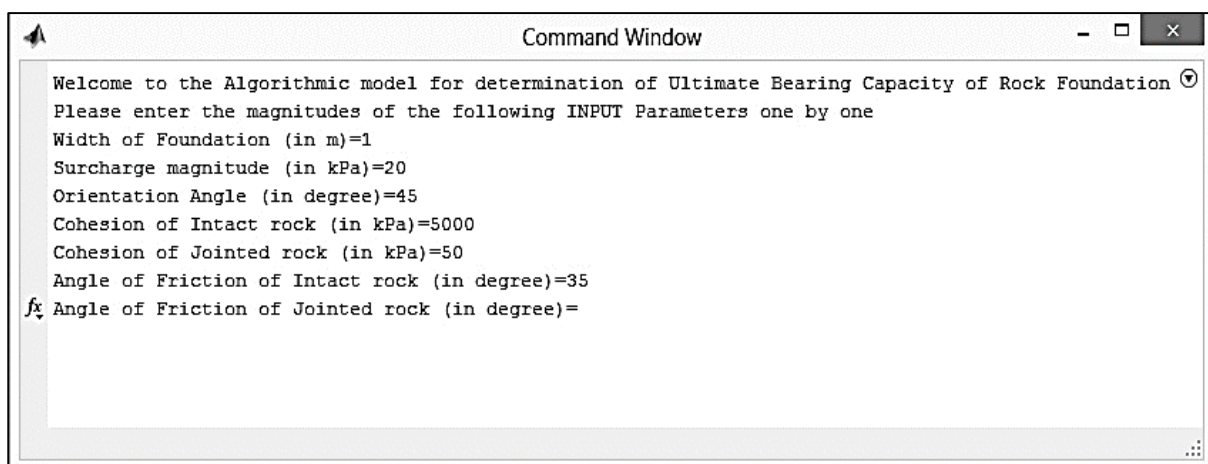 Command Window
Welcome to the Algorithmic model for determination of Ultimate Bearing Capacity of Rock Foundation
Please enter the magnitudes of the following INPUT Parameters one by one
Width of Foundation (in m)=1
Surcharge magnitude (in kPa)=20
Orientation Angle (in degree)=45
Cohesion of Intact rock (in kPa)=5000
Cohesion of Jointed rock (in kPa)=50
Angle of Friction of Intact rock (in degree)=35
fx Angle of Friction of Jointed rock (in degree)=